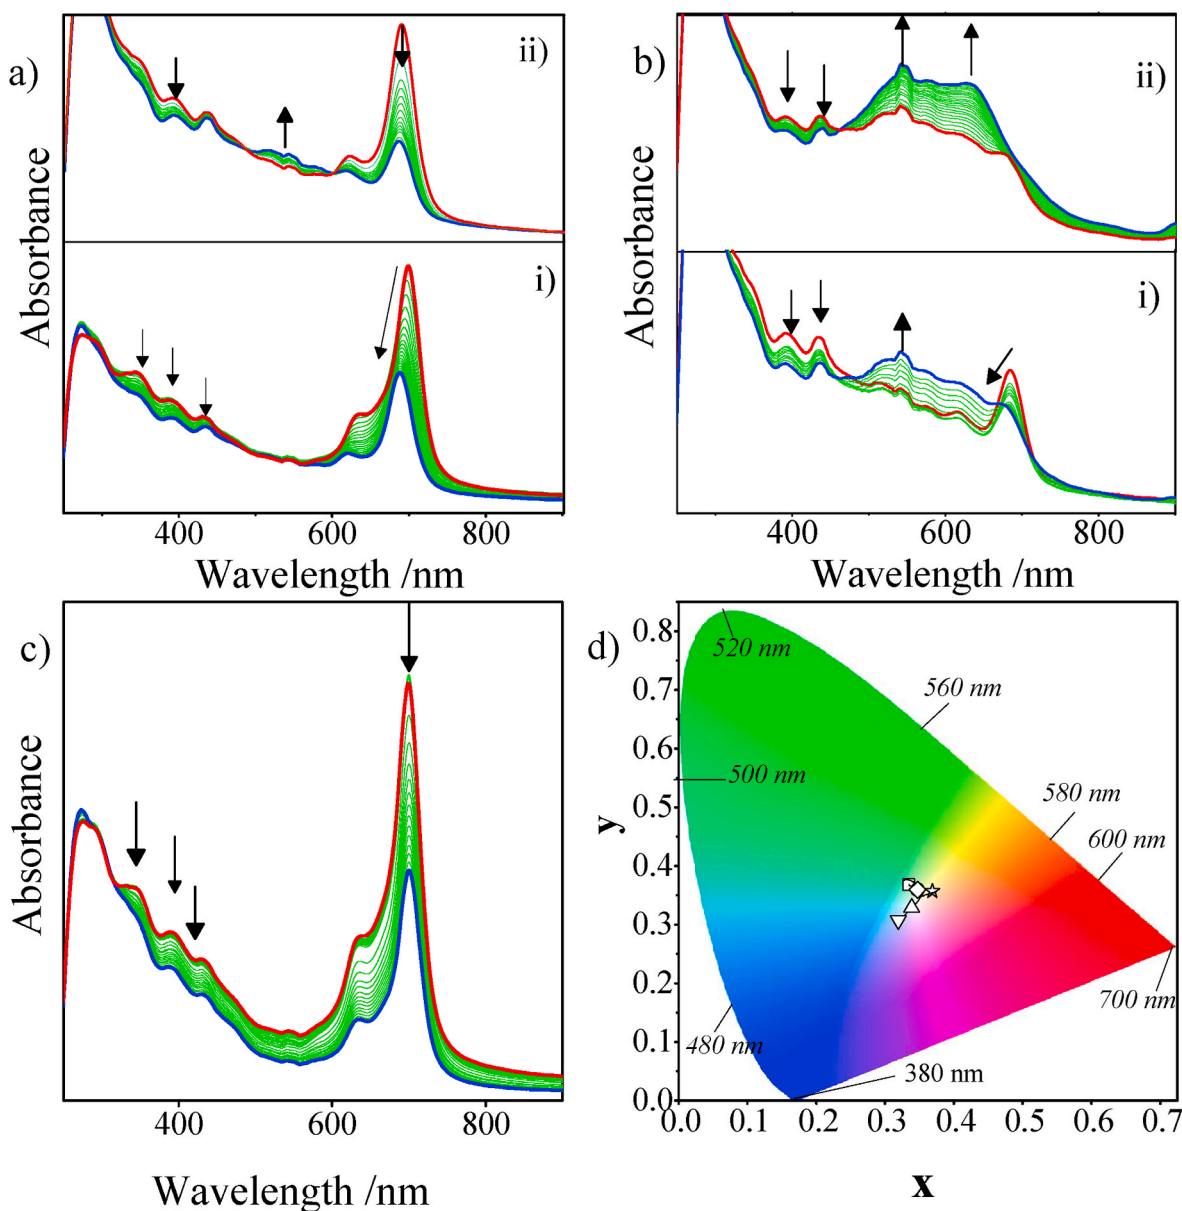 a)
ii)
i)
Absorbance
400 600 800
Wavelength /nm
b)
ii)
i)
Absorbance
400 600 800
Wavelength /nm
c)
Absorbance
400 600 800
Wavelength /nm
d)
0.8
0.7
0.6
0.5
0.4
0.3
0.2
0.1
0.0
y
520 nm
560 nm
500 nm
580 nm
600 nm
700 nm
480 nm
380 nm
0.0 0.1 0.2 0.3 0.4 0.5 0.6 0.7
x